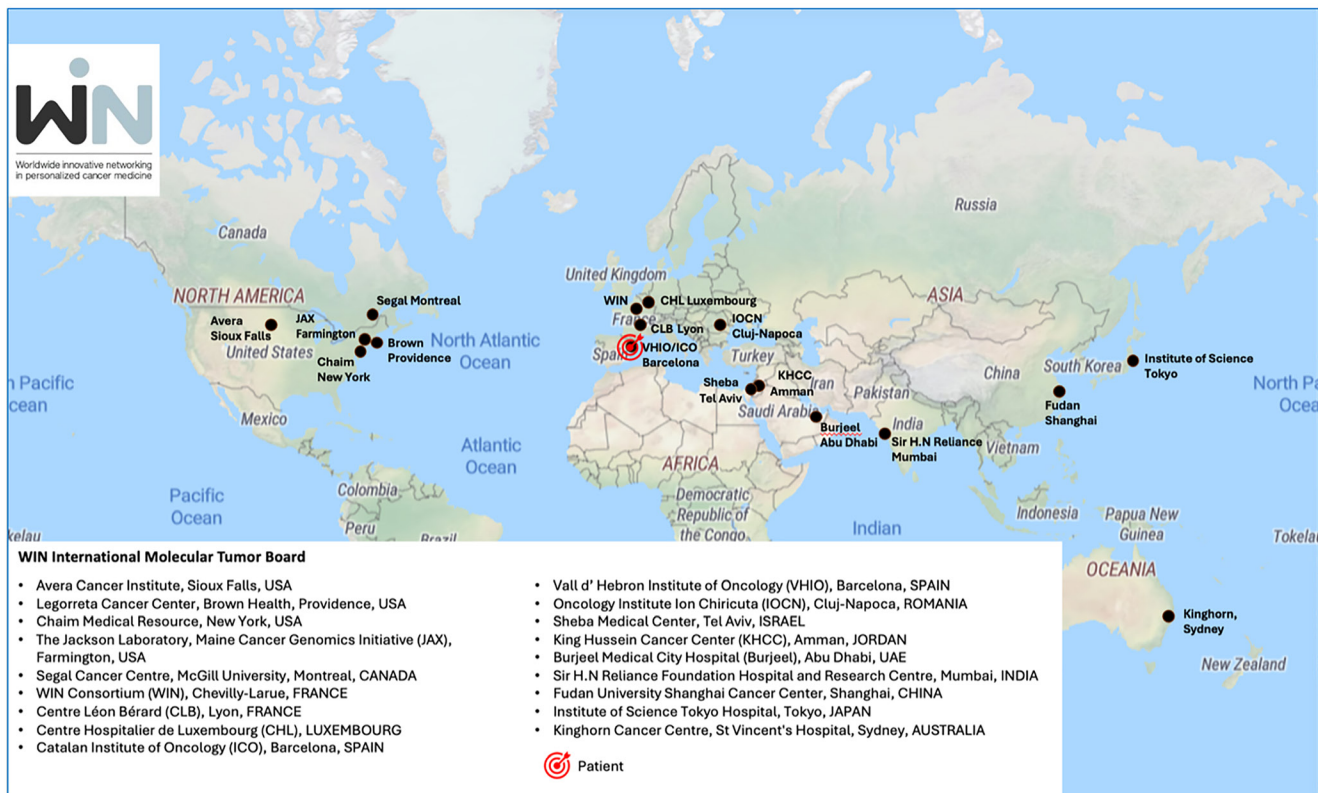 WiN
Worldwide innovative networking
in personalized cancer medicine
Canada
Russia
United Kingdom
NORTH AMERICA
Segal Montreal
WIN
CHL Luxembourg
ASIA
Avera
Sioux Falls
JAX
Farmington
Brown
Providence
North Atlantic
Ocean
France
CLB Lyon
IOCN
Cluj-Napoca
United States
Chaim
New York
Spain
VHIO/ICO
Barcelona
Turkey
Institute of Science
Tokyo
South Korea
China
n Pacific
cean
Sheba
Tel Aviv
KHCC
Amman
Iran
Pakistan
North Pa
Ocea
Mexico
Saudi Arabia
Fudan
Shanghai
Burjeel
Abu Dhabi
India
Sir H.N Reliance
Mumbai
Vietnam
Atlantic
Ocean
AFRICA
Pacific
Ocean
Colombia
Democratic
Republic of
the Congo
Indonesia
Papua New
Guinea
Peru
Brazil
Indian
kelau
Tokelau
OCEANIA
Kinghorn,
Sydney
New Zealand
WIN International Molecular Tumor Board
• Avera Cancer Institute, Sioux Falls, USA
• Legorreta Cancer Center, Brown Health, Providence, USA
• Chaim Medical Resource, New York, USA
• The Jackson Laboratory, Maine Cancer Genomics Initiative (JAX),
Farmington, USA
• Segal Cancer Centre, McGill University, Montreal, CANADA
• WIN Consortium (WIN), Chevilly-Larue, FRANCE
• Centre Léon Bérard (CLB), Lyon, FRANCE
• Centre Hospitalier de Luxembourg (CHL), LUXEMBOURG
• Catalan Institute of Oncology (ICO), Barcelona, SPAIN
• Vall d’ Hebron Institute of Oncology (VHIO), Barcelona, SPAIN
• Oncology Institute Ion Chiricuta (IOCN), Cluj-Napoca, ROMANIA
• Sheba Medical Center, Tel Aviv, ISRAEL
• King Hussein Cancer Center (KHCC), Amman, JORDAN
• Burjeel Medical City Hospital (Burjeel), Abu Dhabi, UAE
• Sir H.N Reliance Foundation Hospital and Research Centre, Mumbai, INDIA
• Fudan University Shanghai Cancer Center, Shanghai, CHINA
• Institute of Science Tokyo Hospital, Tokyo, JAPAN
• Kinghorn Cancer Centre, St Vincent's Hospital, Sydney, AUSTRALIA
Patient